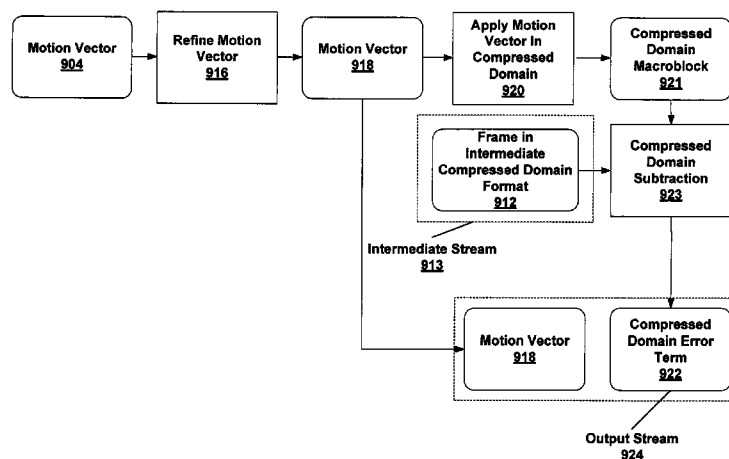 Motion Vector
904
Refine Motion
Vector
916
Motion Vector
918
Apply Motion
Vector In
Compressed
Domain
920
Compressed
Domain
Macroblock
921
Frame in
Intermediate
Compressed Domain
Format
912
Compressed
Domain
Subtraction
923
Intermediate Stream
913
Motion Vector
918
Compressed
Domain Error
Term
922
Output Stream
924